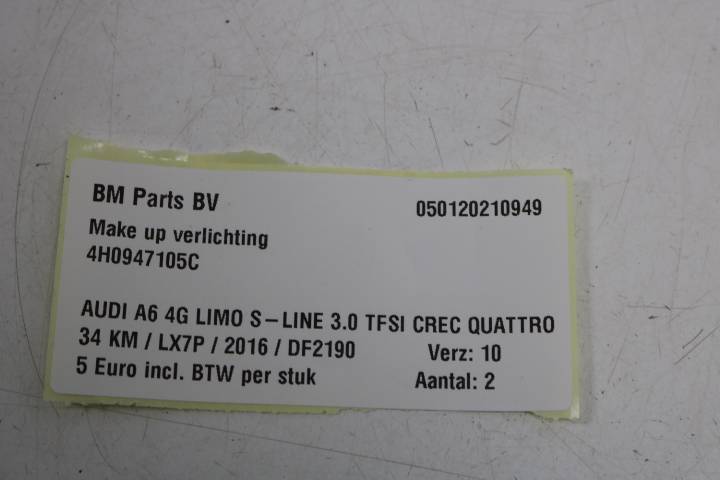 BM Parts BV 050120210949
Make up verlichting
4H0947105C
AUDI A6 4G LIMO S-LINE 3.0 TFSI CREC QUATTRO
34 KM / LX7P / 2016 / DF2190 Verz: 10
5 Euro incl. BTW per stuk Aantal: 2